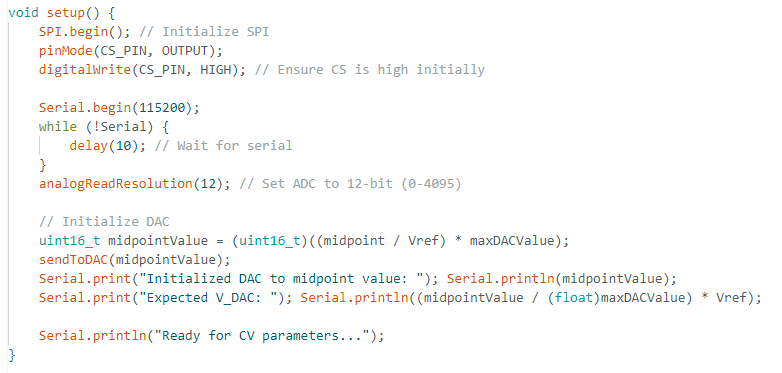 void setup() {
    SPI.begin(); // Initialize SPI
    pinMode(CS_PIN, OUTPUT);
    digitalWrite(CS_PIN, HIGH); // Ensure CS is high initially

    Serial.begin(115200);
    while (!Serial) {
        delay(10); // Wait for serial
    }
    analogReadResolution(12); // Set ADC to 12-bit (0-4095)

    // Initialize DAC
    uint16_t midpointValue = (uint16_t)((midpoint / Vref) * maxDACValue);
    sendToDAC(midpointValue);
    Serial.print("Initialized DAC to midpoint value: "); Serial.println(midpointValue);
    Serial.print("Expected V_DAC: "); Serial.println((midpointValue / (float)maxDACValue) * Vref);

    Serial.println("Ready for CV parameters...");
}